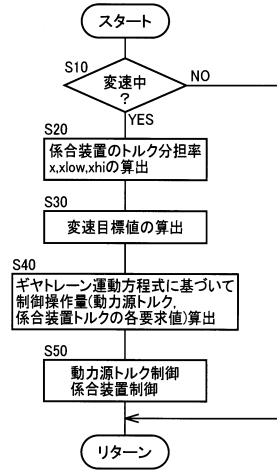 スタート
S10
変速中
?
NO
YES
S20
係合装置のトルク分担率
x,xlow,xhiの算出
S30
変速目標値の算出
S40
ギヤトレーン運動方程式に基づいて
制御操作量(動力源トルク,
係合装置トルクの各要求値)算出
S50
動力源トルク制御
係合装置制御
リターン